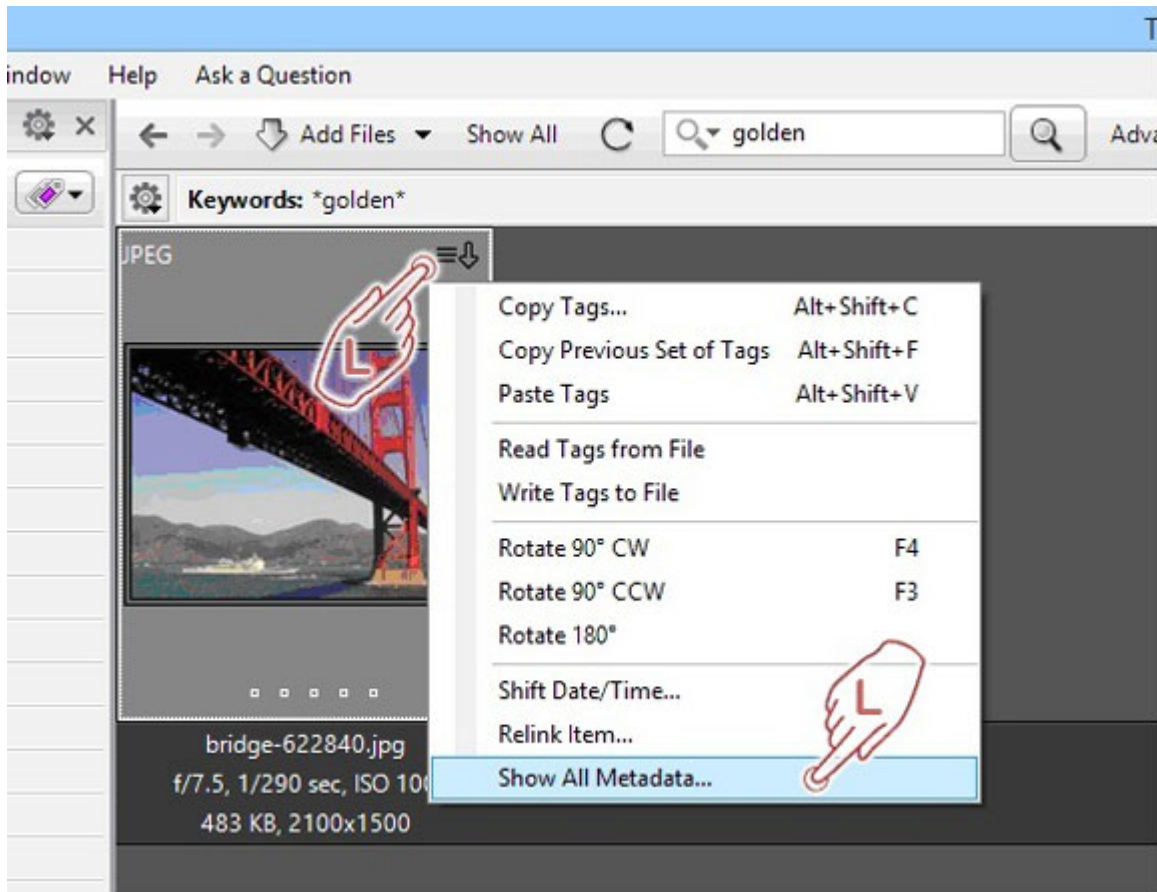 indow Help Ask a Question
Add Files Show All golden Adva
Keywords: *golden*
JPEG
Copy Tags... Alt+Shift+C
Copy Previous Set of Tags Alt+Shift+F
Paste Tags Alt+Shift+V
Read Tags from File
Write Tags to File
Rotate 90° CW F4
Rotate 90° CCW F3
Rotate 180°
Shift Date/Time...
Relink Item...
Show All Metadata...
L
L
bridge-622840.jpg
f/7.5, 1/290 sec, ISO 10
483 KB, 2100x1500